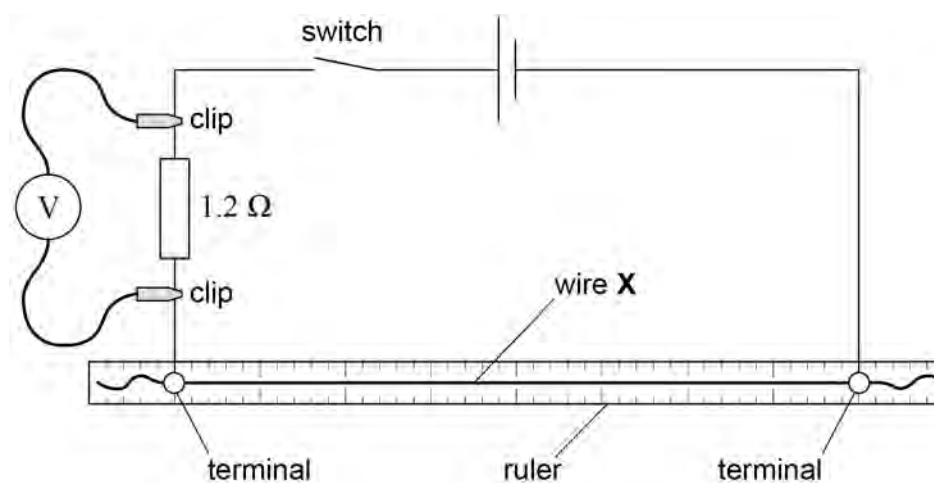 switch
clip
V
1.2 Ω
clip
wire X
terminal
ruler
terminal